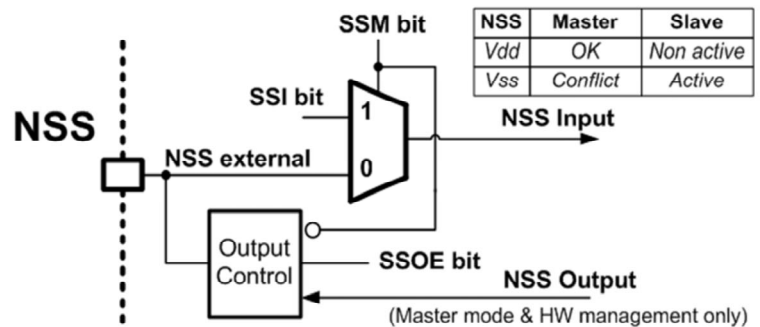 SSM bit
NSS Master Slave
Vdd OK Non active
Vss Conflict Active
SSI bit
1
NSS Input
NSS
NSS external
0
Output
Control
SSOE bit
NSS Output
(Master mode & HW management only)